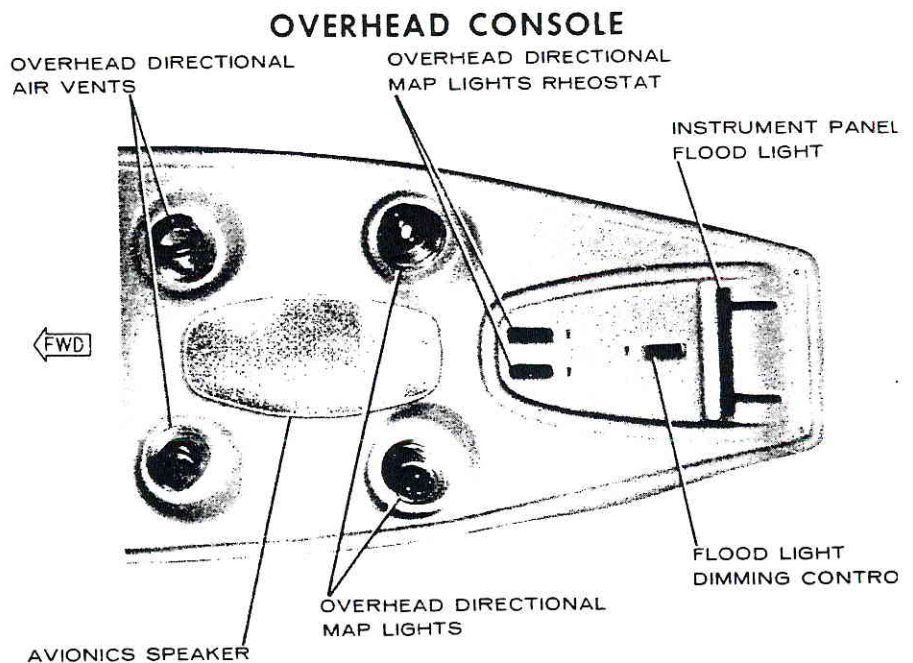 OVERHEAD CONSOLE
OVERHEAD DIRECTIONAL
AIR VENTS
OVERHEAD DIRECTIONAL
MAP LIGHTS RHEOSTAT
INSTRUMENT PANEL
FLOOD LIGHT
FWD
FLOOD LIGHT
DIMMING CONTRO
OVERHEAD DIRECTIONAL
MAP LIGHTS
AVIONICS SPEAKER